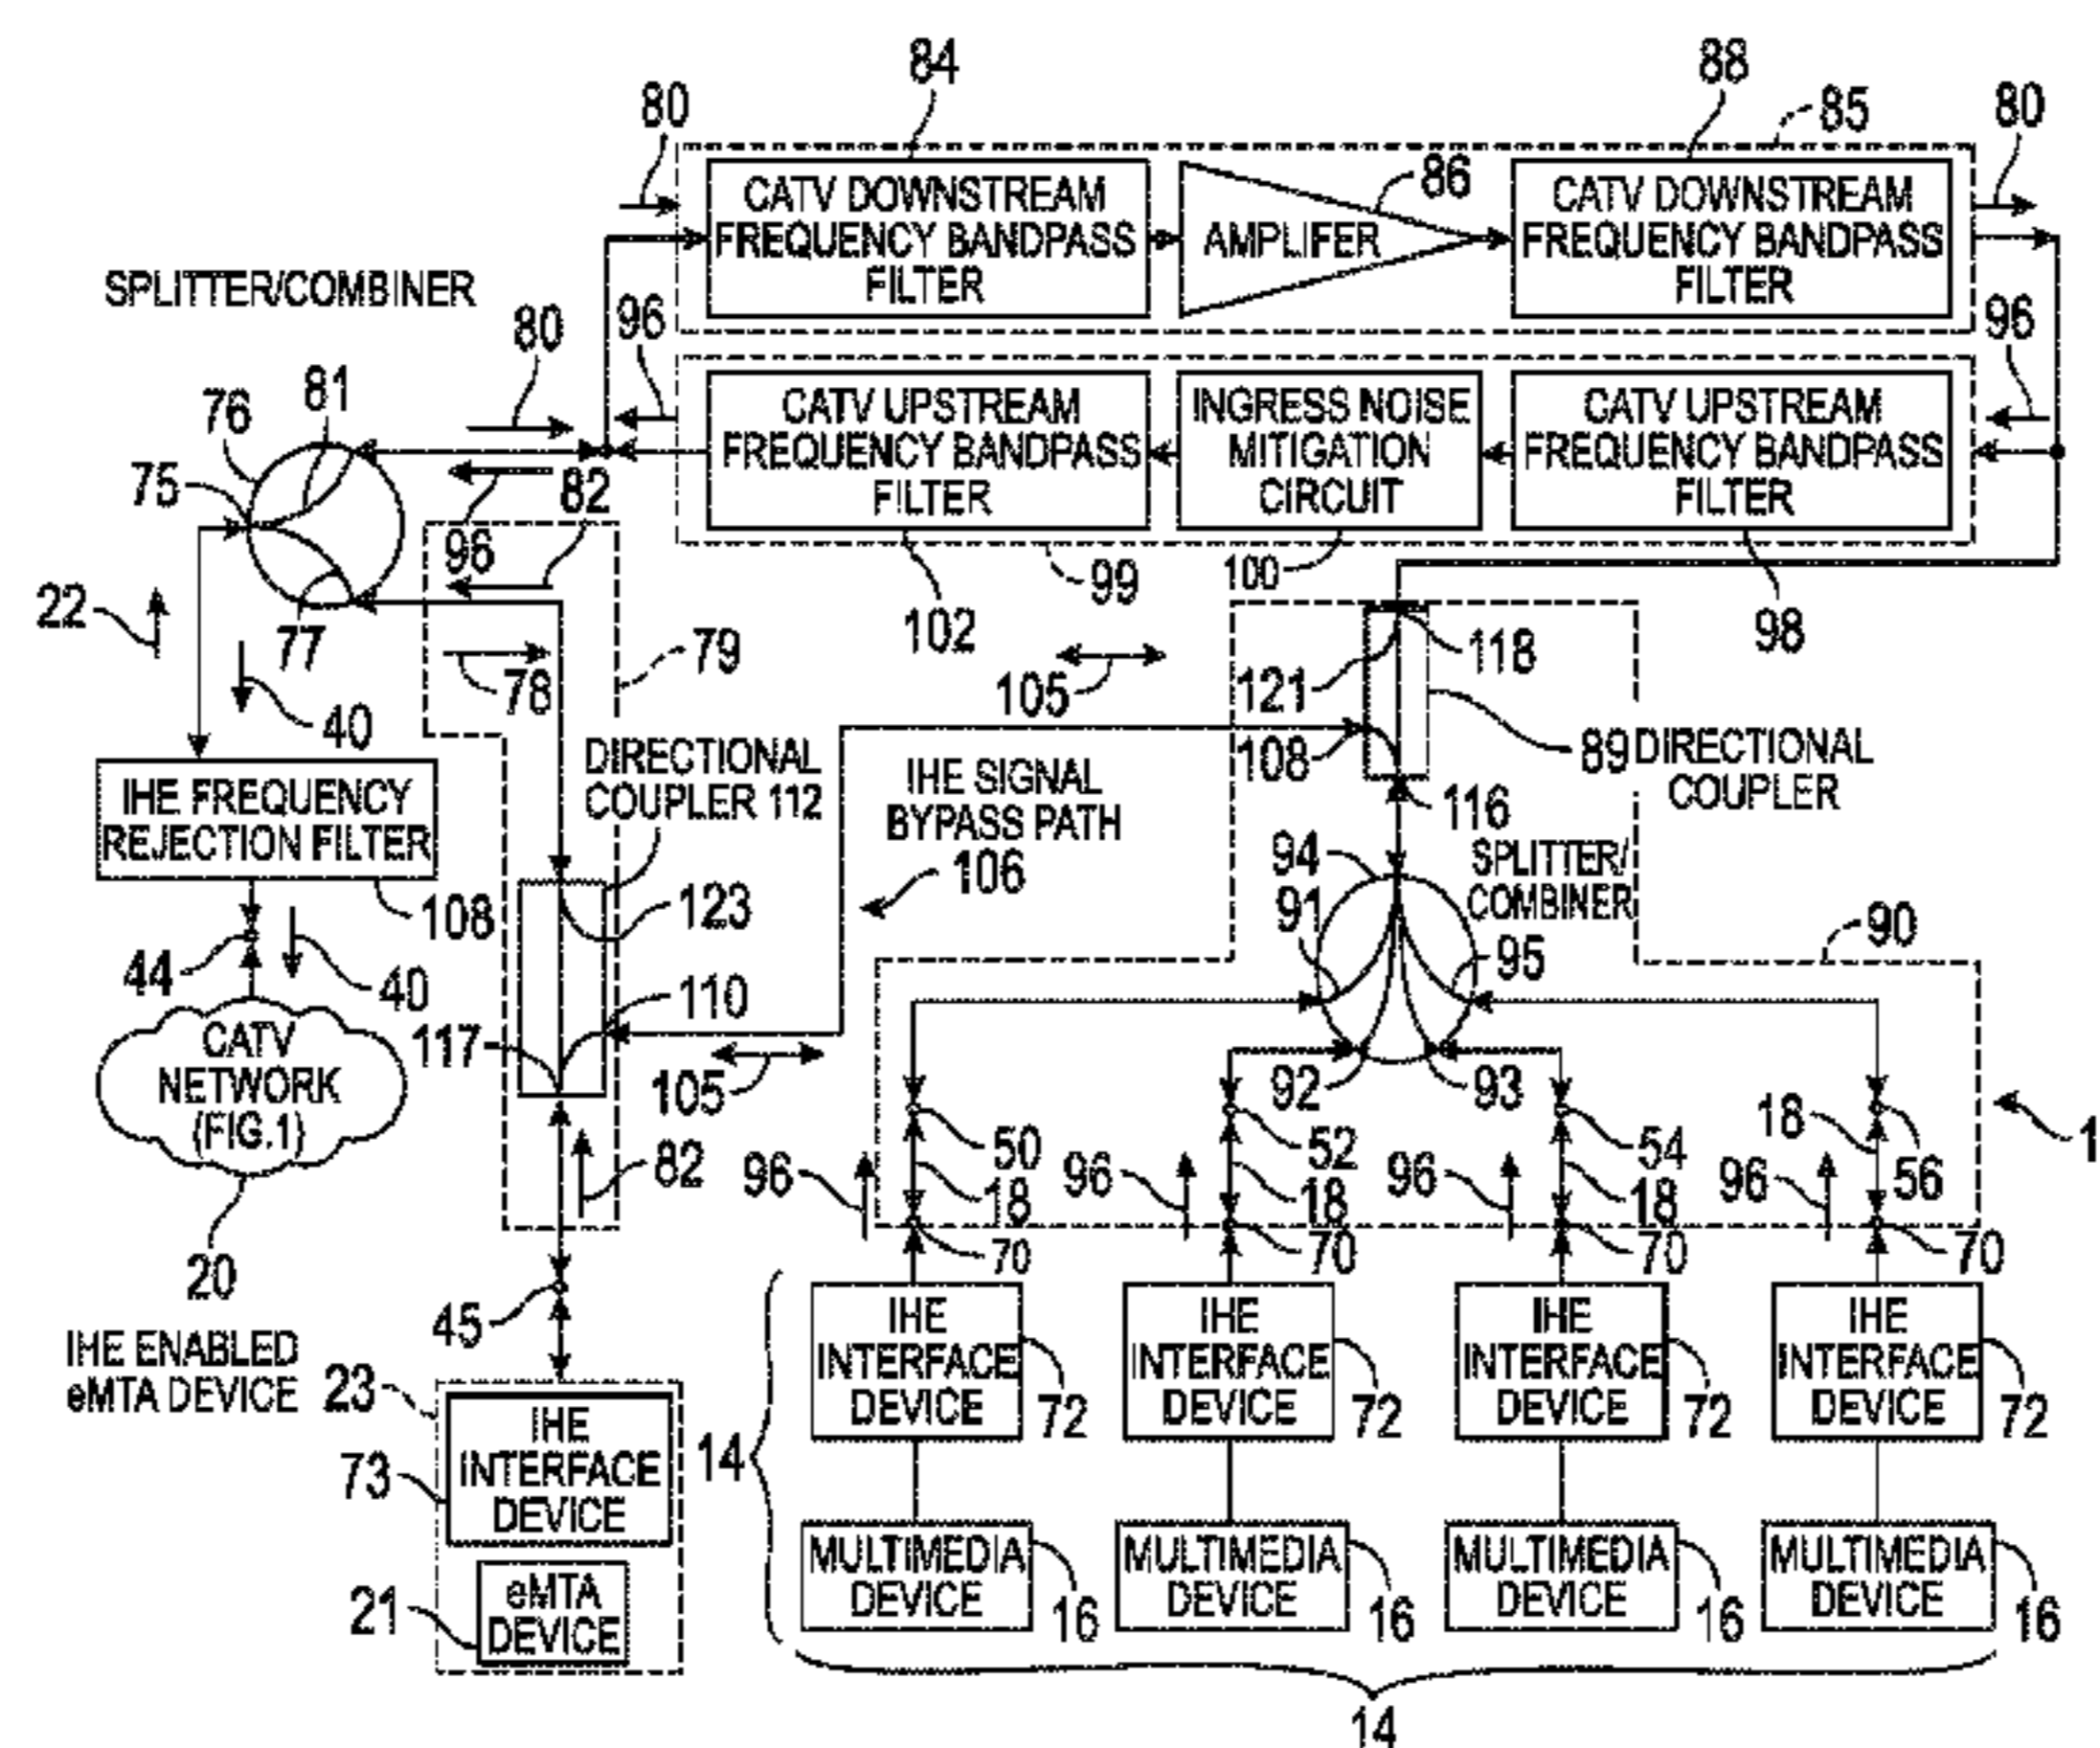 84
88
80
85
80
CATV DOWNSTREAM
FREQUENCY BANDPASS
FILTER
AMPLIFER
86
CATV DOWNSTREAM
FREQUENCY BANDPASS
FILTER
SPLITTER/COMBINER
80
96
96
76
81
CATV UPSTREAM
FREQUENCY BANDPASS
FILTER
INGRESS NOISE
MITIGATION
CIRCUIT
CATV UPSTREAM
FREQUENCY BANDPASS
FILTER
75
96
82
22
77
78
79
102
99
100
98
105
121
118
40
IHE FREQUENCY
REJECTION FILTER
DIRECTIONAL
COUPLER 112
IHE SIGNAL
BYPASS PATH
106
108
89 DIRECTIONAL
COUPLER
116
94
SPLITTER/
COMBINER
108
123
91
95
90
44
40
110
117
105
92
93
CATV
NETWORK
(FIG.1)
82
50
52
54
18
56
1
96
18
96
18
96
18
96
20
70
70
70
70
45
IHE ENABLED
eMTA DEVICE
23
IHE
INTERFACE
DEVICE
73
14
IHE
INTERFACE
DEVICE
72
IHE
INTERFACE
DEVICE
72
IHE
INTERFACE
DEVICE
72
IHE
INTERFACE
DEVICE
72
eMTA
DEVICE
21
MULTIMEDIA
DEVICE
16
MULTIMEDIA
DEVICE
16
MULTIMEDIA
DEVICE
16
MULTIMEDIA
DEVICE
16
14